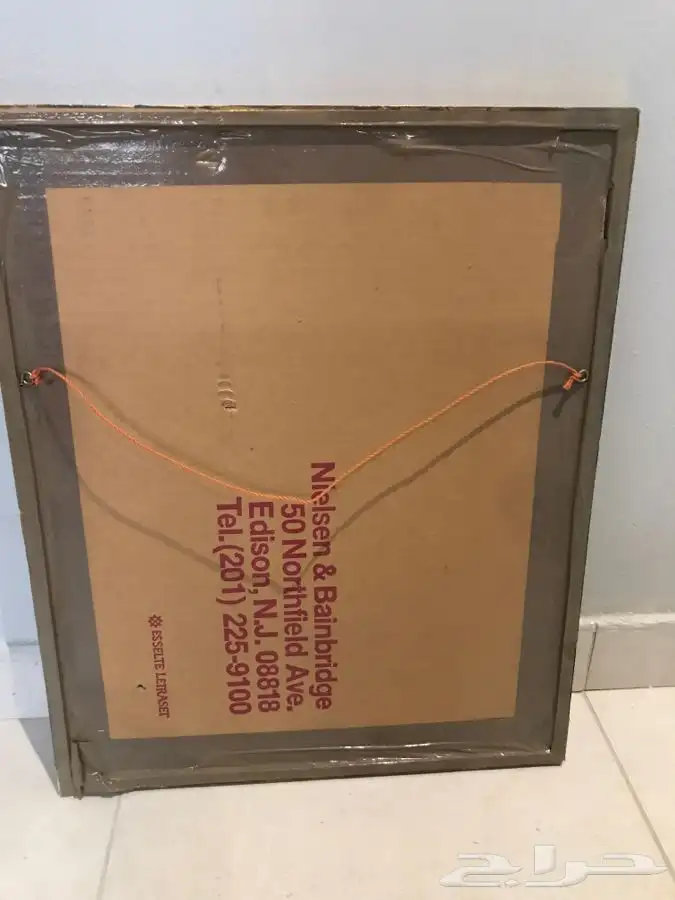 Nielsen & Bainbridge
50 Northfield Ave.
Edison, N.J. 08818
Tel. (201) 225-9100
ESSELTE LETRASET
حراج